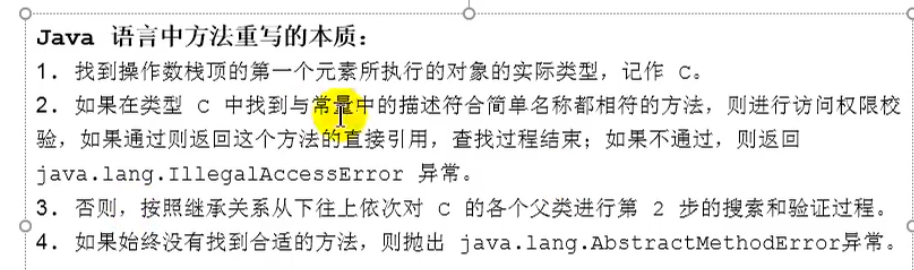 Java 语言中方法重写的本质：
1. 找到操作数栈顶的第一个元素所执行的对象的实际类型，记作 C。
2. 如果在类型 C 中找到与常量中的描述符合简单名称都相符的方法，则进行访问权限校
验，如果通过则返回这个方法的直接引用，查找过程结束；如果不通过，则返回
java.lang.IllegalAccessError 异常。
3. 否则，按照继承关系从下往上依次对 C 的各个父类进行第 2 步的搜索和验证过程。
4. 如果始终没有找到合适的方法，则抛出 java.lang.AbstractMethodError异常。